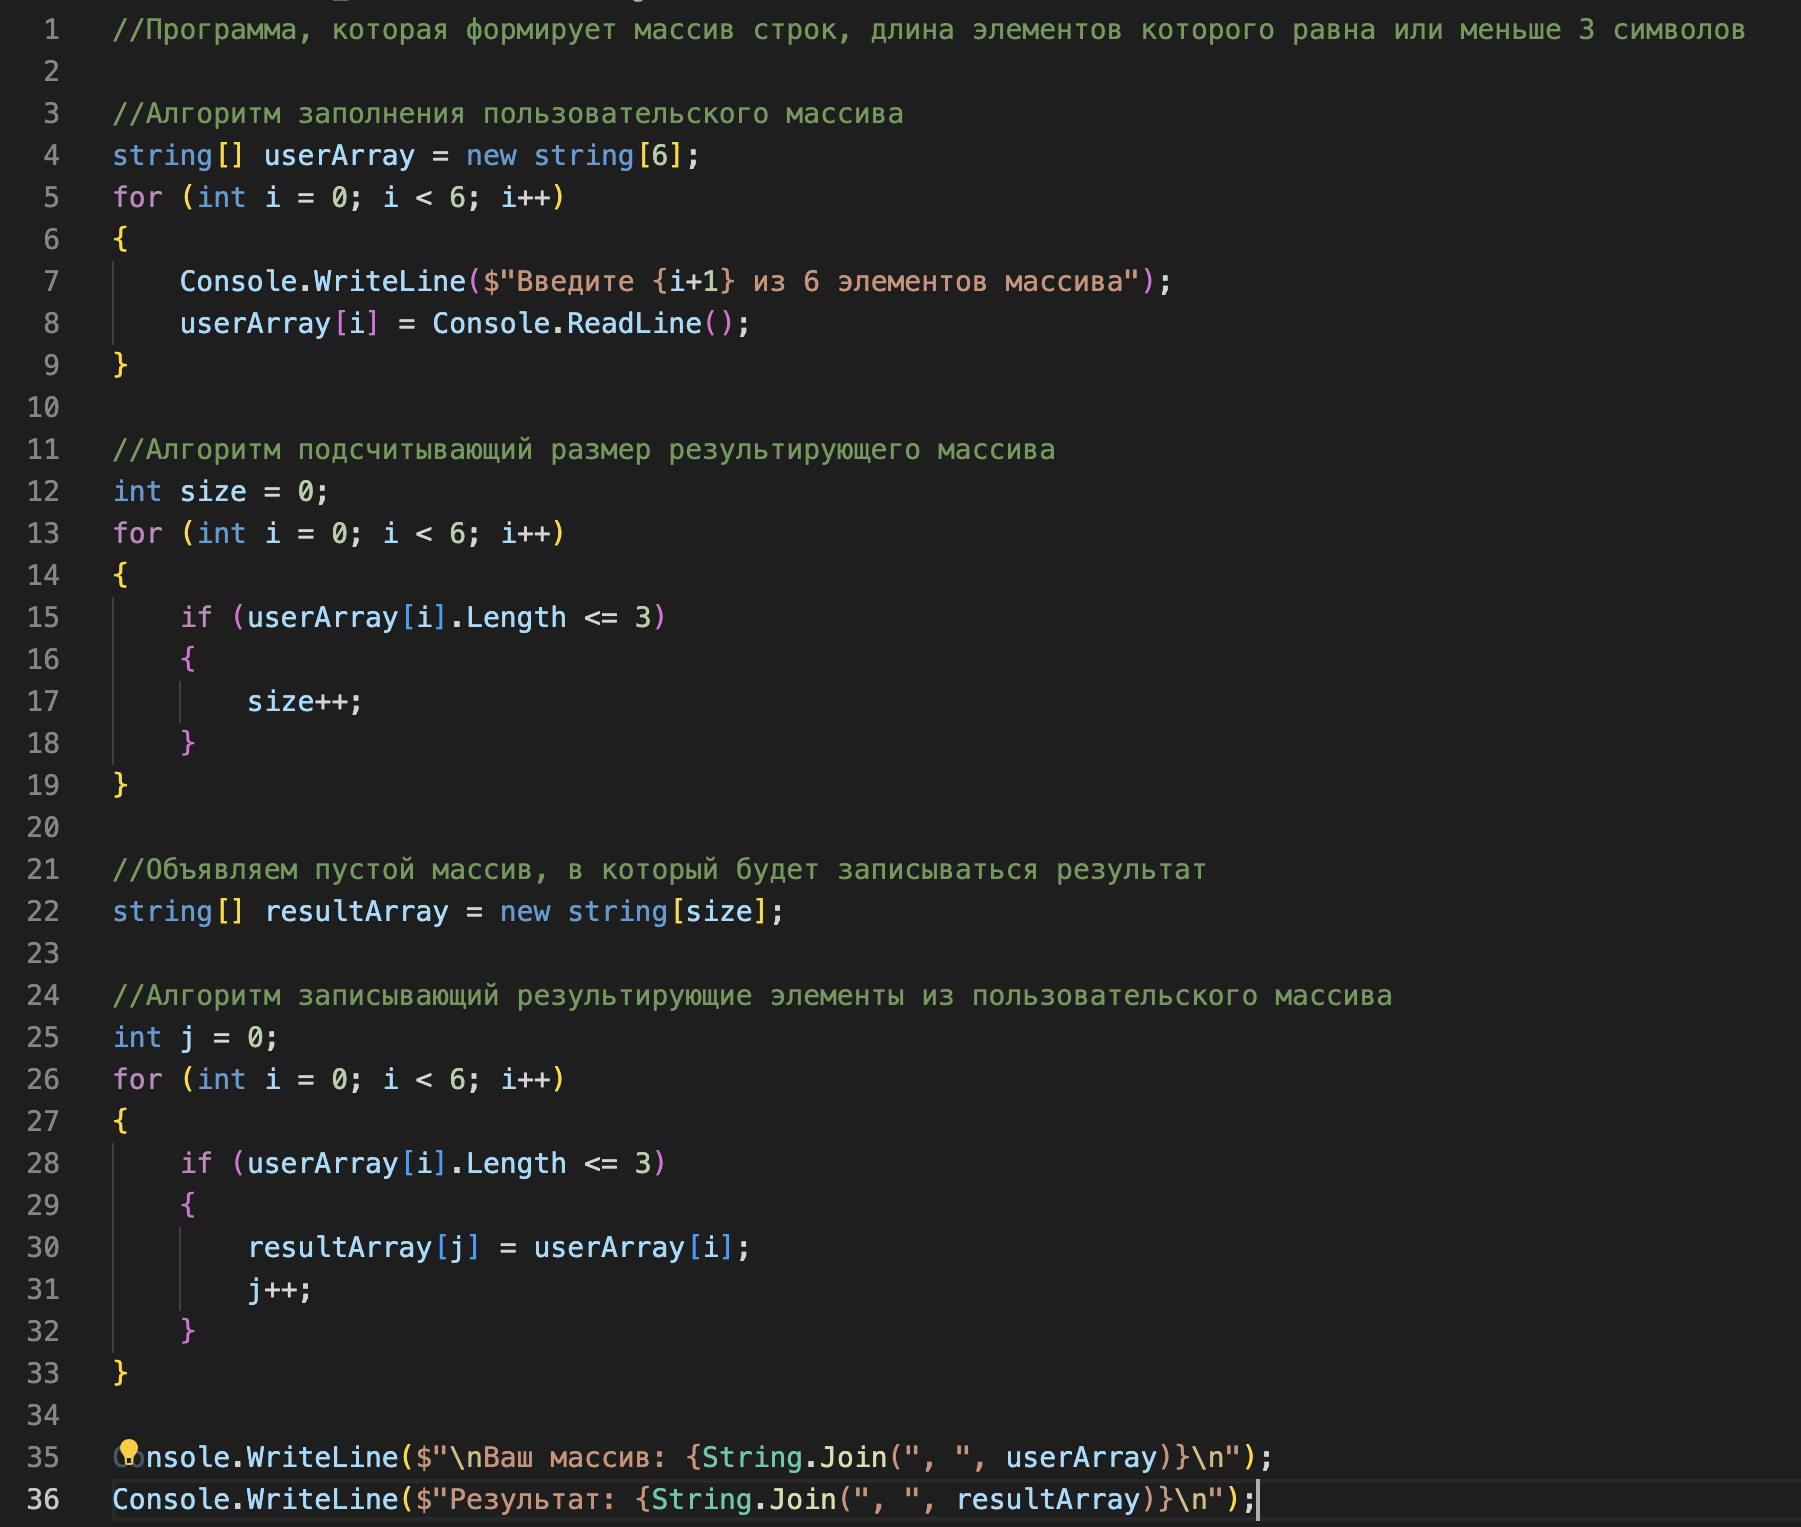 1 //Программа, которая формирует массив строк, длина элементов которого равна или меньше 3 символов
2
3 //Алгоритм заполнения пользовательского массива
4 string[] userArray = new string[6];
5 for (int i = 0; i < 6; i++)
6 {
7     Console.WriteLine($"Введите {i+1} из 6 элементов массива");
8     userArray[i] = Console.ReadLine();
9 }
10
11 //Алгоритм подсчитывающий размер результирующего массива
12 int size = 0;
13 for (int i = 0; i < 6; i++)
14 {
15     if (userArray[i].Length <= 3)
16     {
17         size++;
18     }
19 }
20
21 //Объявляем пустой массив, в который будет записываться результат
22 string[] resultArray = new string[size];
23
24 //Алгоритм записывающий результирующие элементы из пользовательского массива
25 int j = 0;
26 for (int i = 0; i < 6; i++)
27 {
28     if (userArray[i].Length <= 3)
29     {
30         resultArray[j] = userArray[i];
31         j++;
32     }
33 }
34
35 Console.WriteLine($"\nВаш массив: {String.Join(", ", userArray)}\n");
36 Console.WriteLine($"Результат: {String.Join(", ", resultArray)}\n");